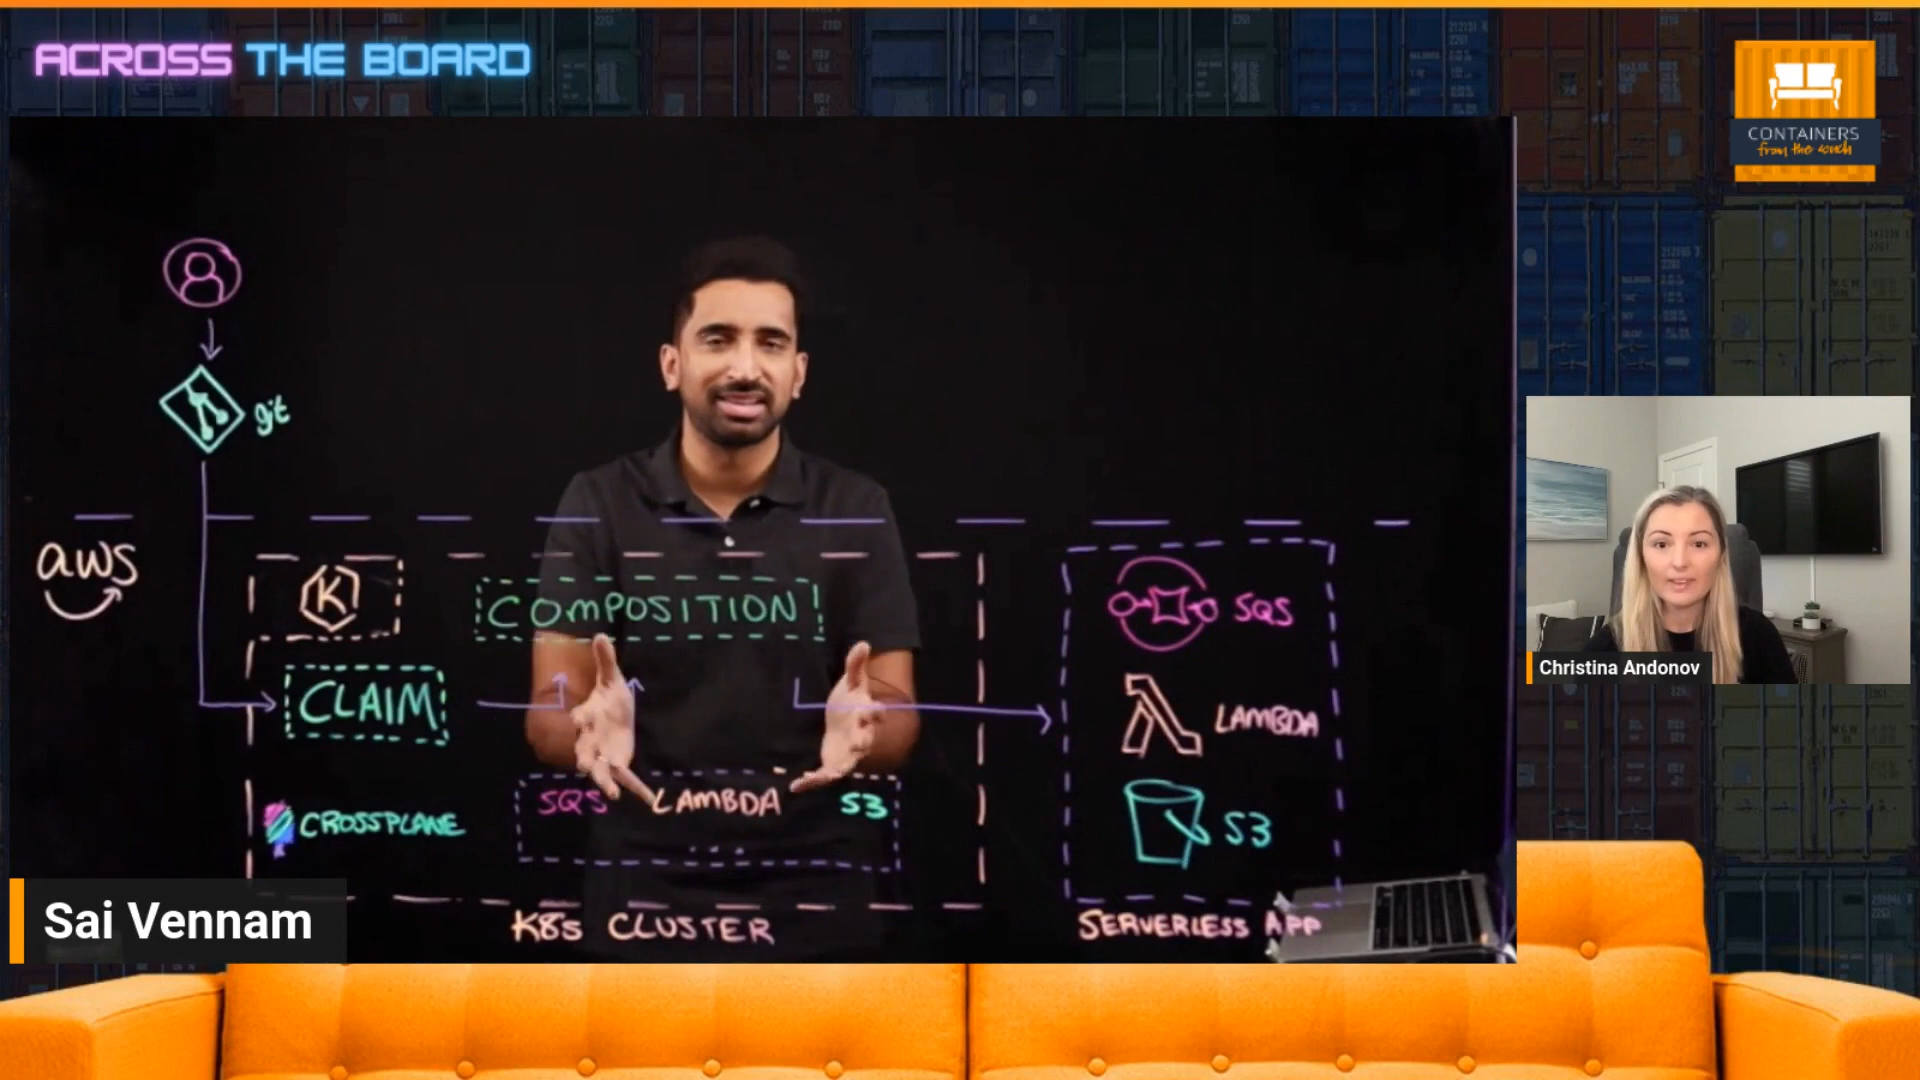 ACROSS THE BOARD
CONTAINERS
from the couch
git
aws
K
COMPOSITION
CLAIM
CROSSPLANE
SQS LAMBDA S3
...
K8s CLUSTER
SQS
LAMBDA
S3
SERVERLESS APP
Sai Vennam
Christina Andonov